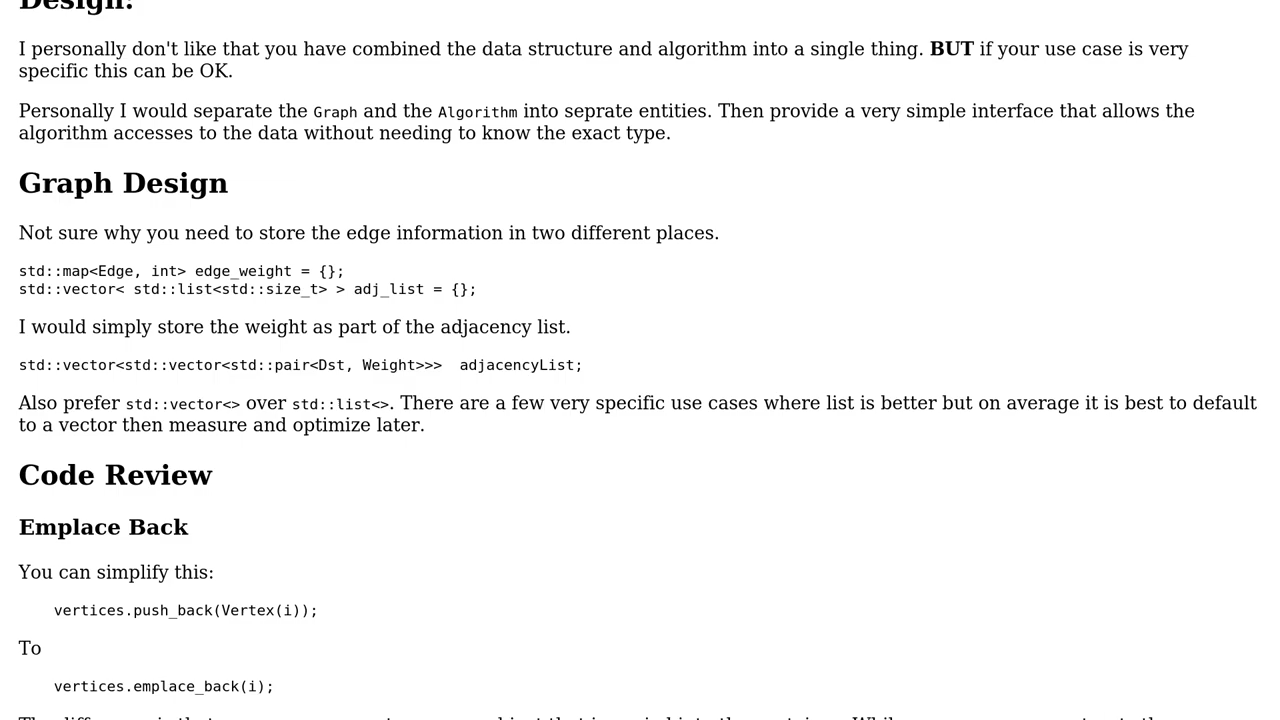 Design:
I personally don't like that you have combined the data structure and algorithm into a single thing. BUT if your use case is very
specific this can be OK.
Personally I would separate the Graph and the Algorithm into seprate entities. Then provide a very simple interface that allows the
algorithm accesses to the data without needing to know the exact type.
Graph Design
Not sure why you need to store the edge information in two different places.
std::map<Edge, int> edge_weight = {};
std::vector< std::list<std::size_t> > adj_list = {};
I would simply store the weight as part of the adjacency list.
std::vector<std::vector<std::pair<Dst, Weight>>>  adjacencyList;
Also prefer std::vector<> over std::list<>. There are a few very specific use cases where list is better but on average it is best to default
to a vector then measure and optimize later.
Code Review
Emplace Back
You can simplify this:
vertices.push_back(Vertex(i));
To
vertices.emplace_back(i);